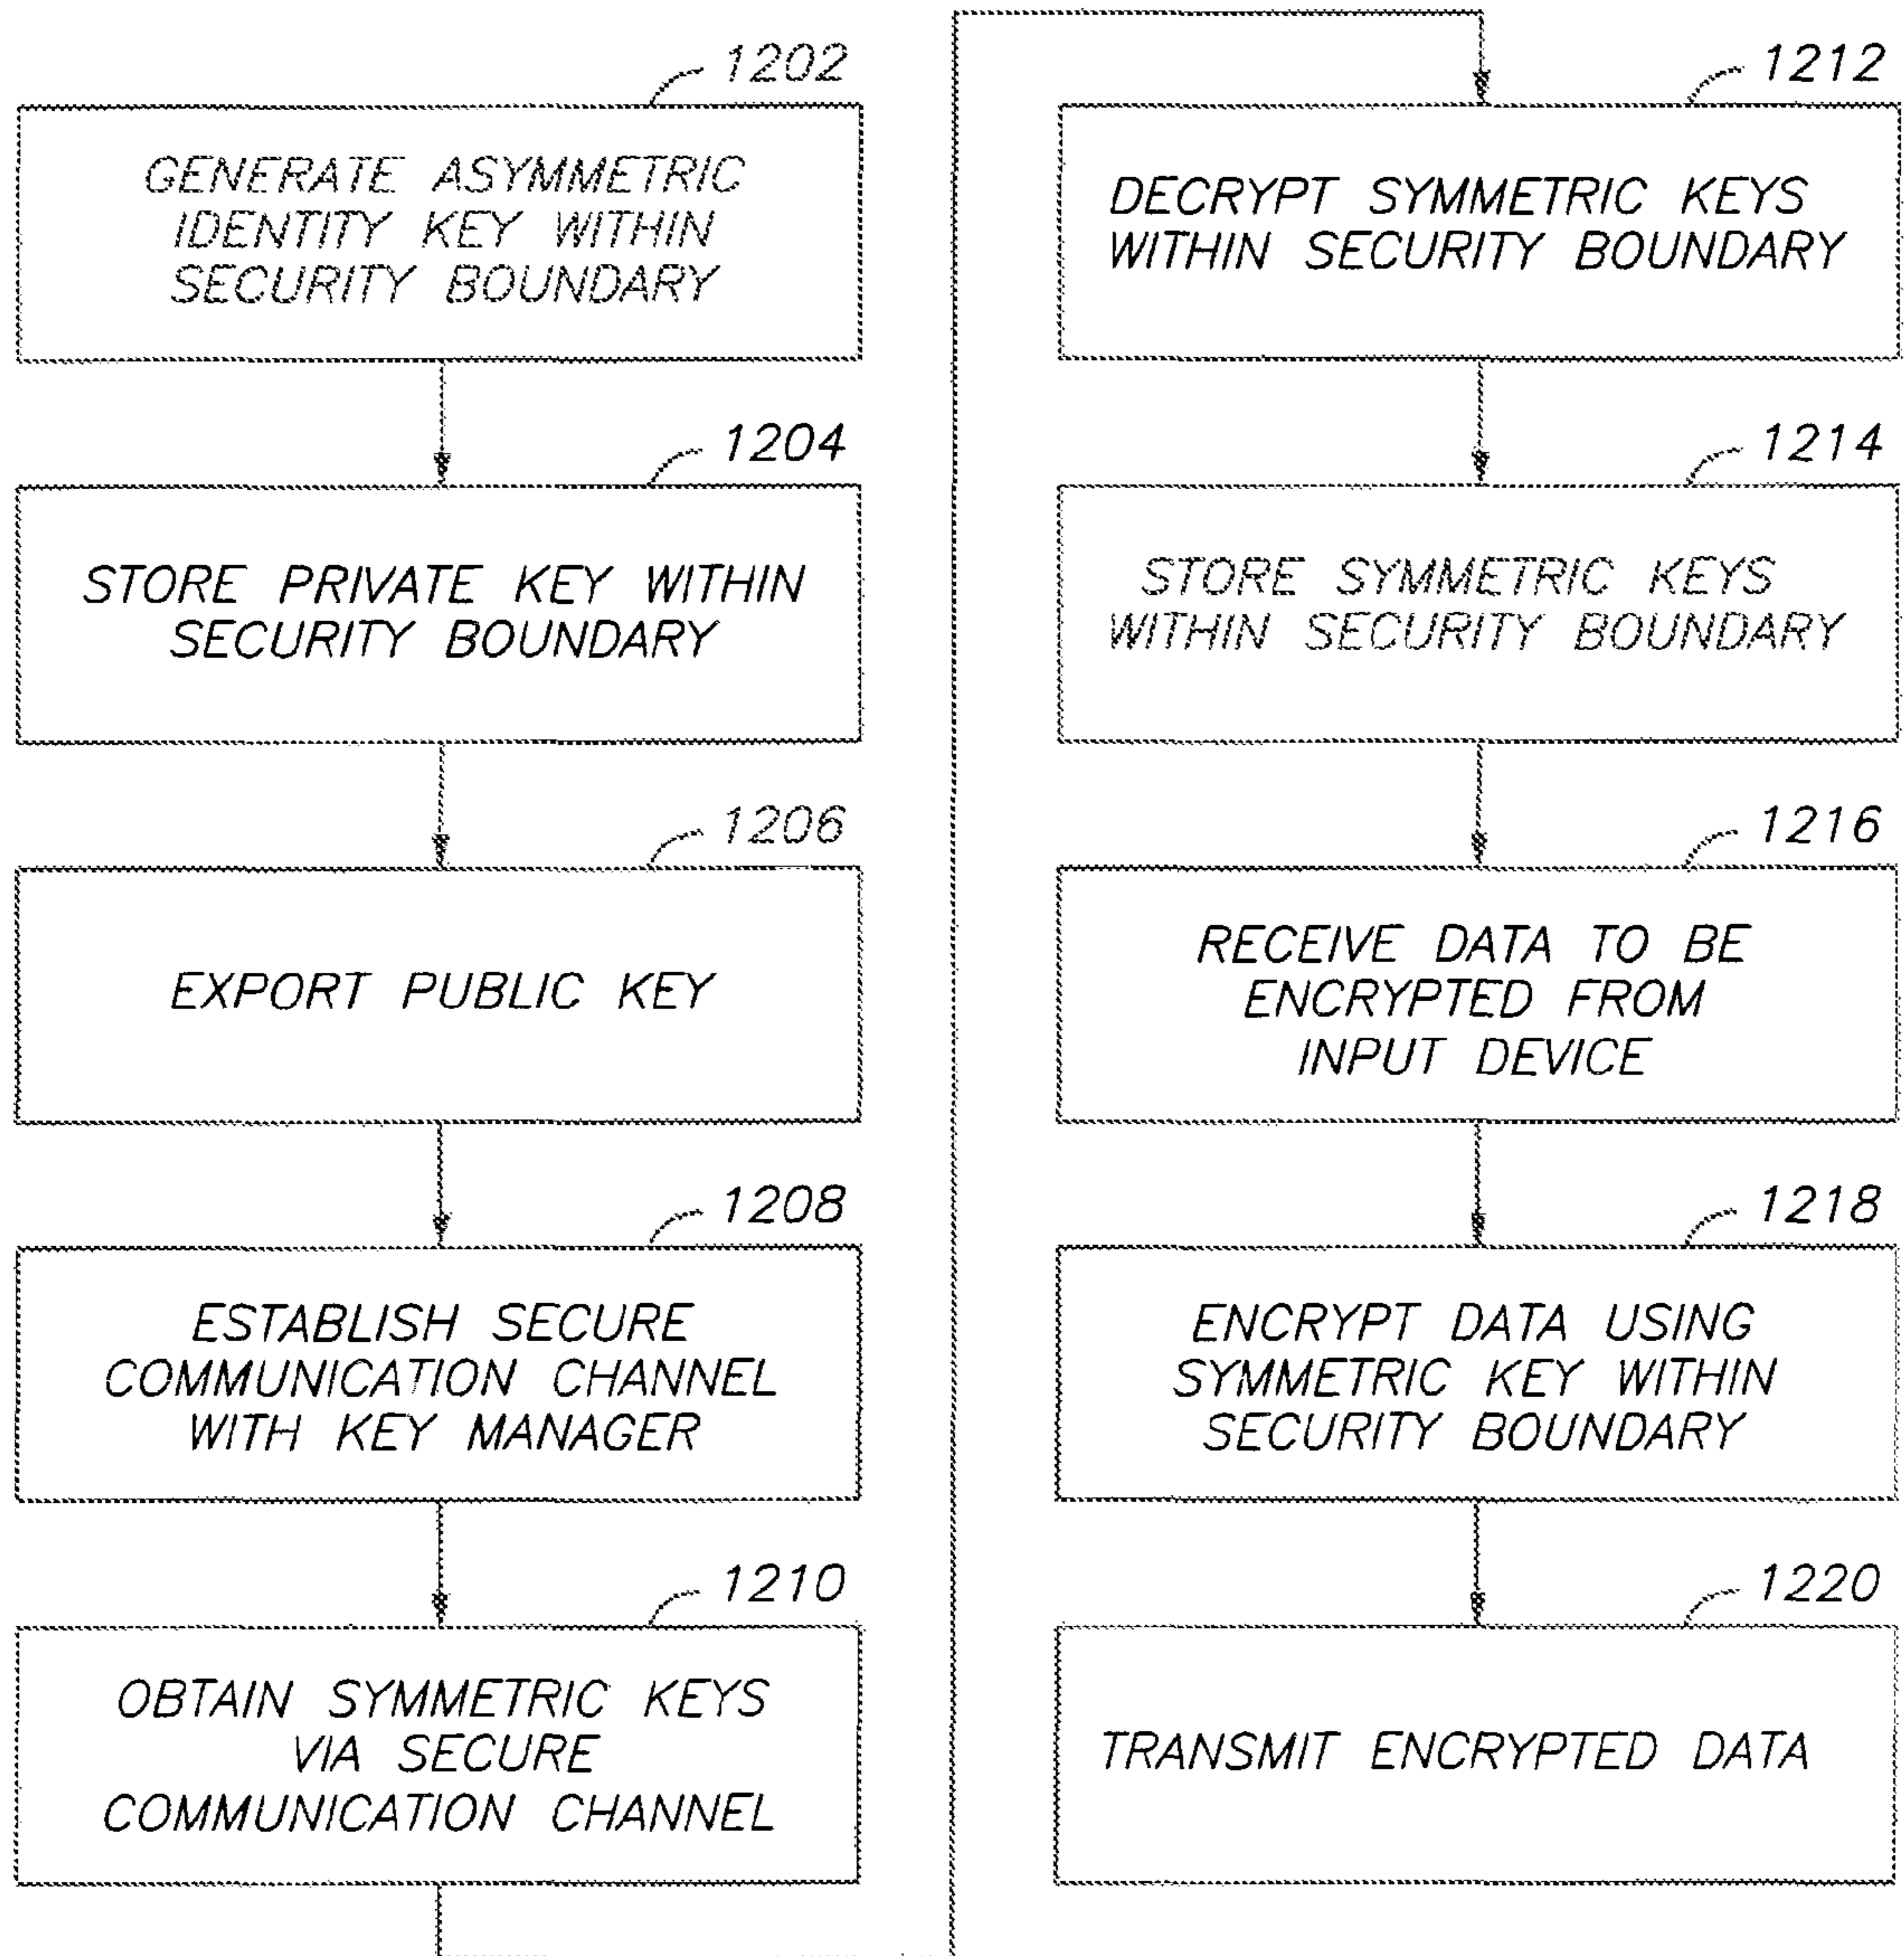 1202
GENERATE ASYMMETRIC
IDENTITY KEY WITHIN
SECURITY BOUNDARY
1204
STORE PRIVATE KEY WITHIN
SECURITY BOUNDARY
1206
EXPORT PUBLIC KEY
1208
ESTABLISH SECURE
COMMUNICATION CHANNEL
WITH KEY MANAGER
1210
OBTAIN SYMMETRIC KEYS
VIA SECURE
COMMUNICATION CHANNEL
1212
DECRYPT SYMMETRIC KEYS
WITHIN SECURITY BOUNDARY
1214
STORE SYMMETRIC KEYS
WITHIN SECURITY BOUNDARY
1216
RECEIVE DATA TO BE
ENCRYPTED FROM
INPUT DEVICE
1218
ENCRYPT DATA USING
SYMMETRIC KEY WITHIN
SECURITY BOUNDARY
1220
TRANSMIT ENCRYPTED DATA